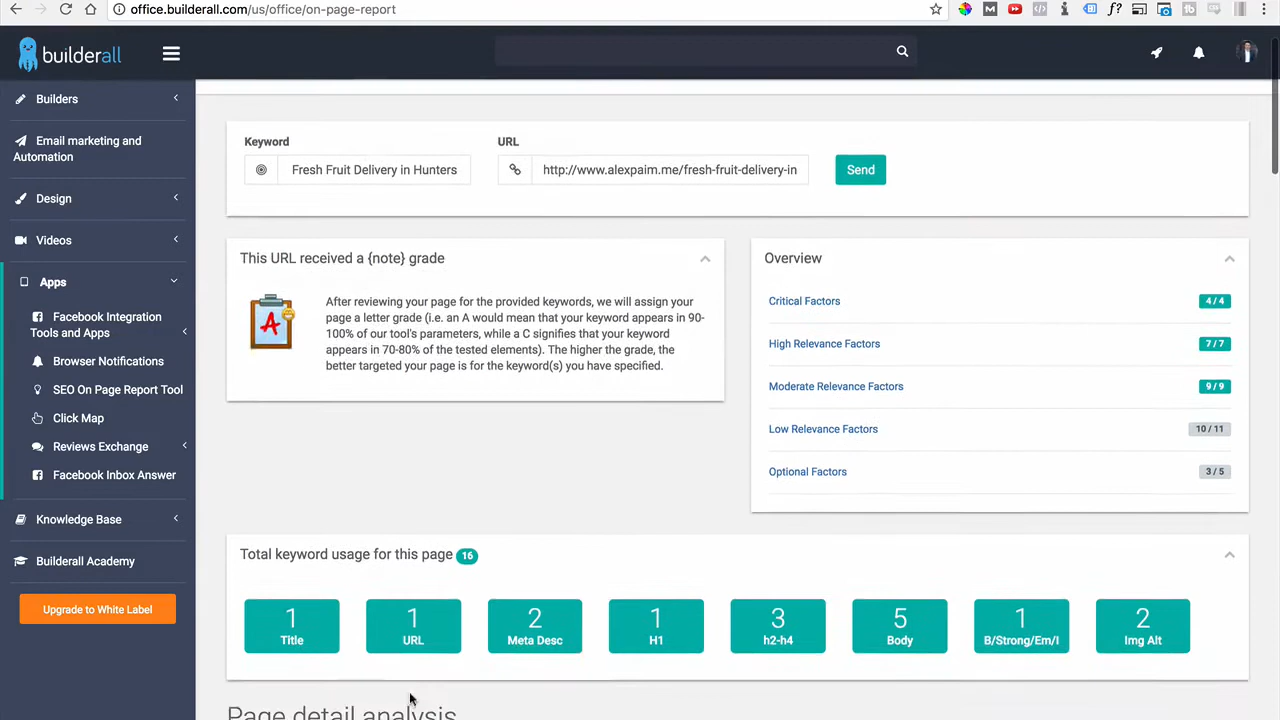 office.builderall.com/us/office/on-page-report
builderall
Builders
Email marketing and
Automation
Design
Videos
Apps
Facebook Integration
Tools and Apps
Browser Notifications
SEO On Page Report Tool
Click Map
Reviews Exchange
Facebook Inbox Answer
Knowledge Base
Builderall Academy
Upgrade to White Label
Keyword
URL
Fresh Fruit Delivery in Hunters
http://www.alexpaim.me/fresh-fruit-delivery-in
Send
This URL received a {note} grade
A
After reviewing your page for the provided keywords, we will assign your
page a letter grade (i.e. an A would mean that your keyword appears in 90-
100% of our tool's parameters, while a C signifies that your keyword
appears in 70-80% of the tested elements). The higher the grade, the
better targeted your page is for the keyword(s) you have specified.
Overview
Critical Factors 4 / 4
High Relevance Factors 7 / 7
Moderate Relevance Factors 9 / 9
Low Relevance Factors 10 / 11
Optional Factors 3 / 5
Total keyword usage for this page 16
1 Title
1 URL
2 Meta Desc
1 H1
3 h2-h4
5 Body
1 B/Strong/Em/I
2 Img Alt
Page detail analysis